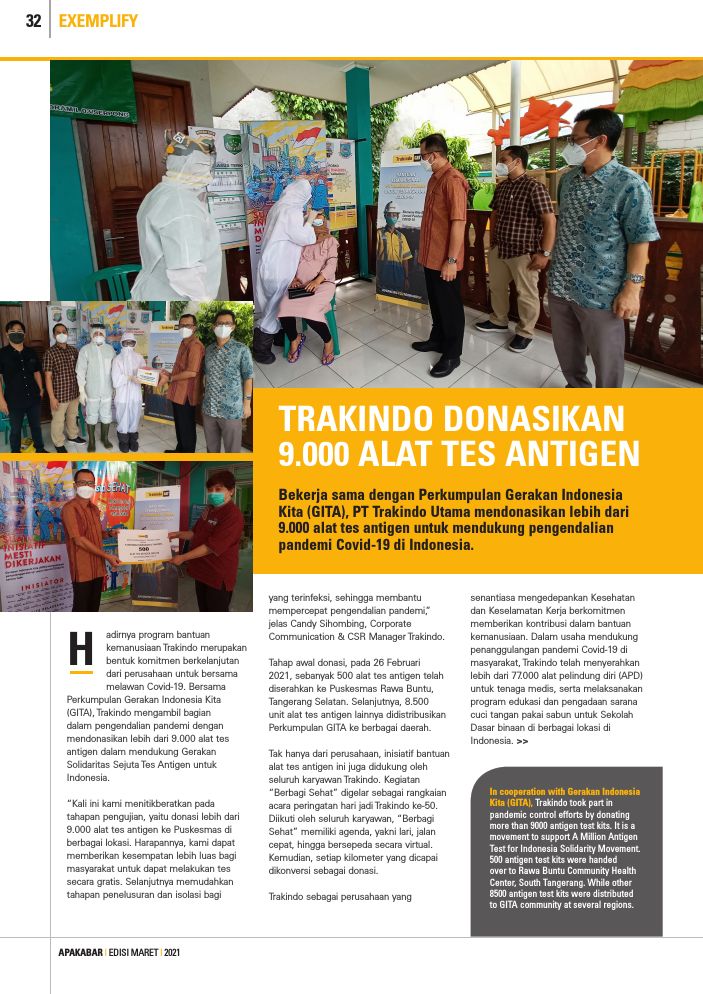 32 EXEMPLIFY
TRAKINDO DONASIKAN
9.000 ALAT TES ANTIGEN
Bekerja sama dengan Perkumpulan Gerakan Indonesia
Kita (GITA), PT Trakindo Utama mendonasikan lebih dari
9.000 alat tes antigen untuk mendukung pengendalian
pandemi Covid-19 di Indonesia.
SEHAT
INISIATIF
MESTI
DIKERJAKAN
INISIATOR
Trakindo CAT
500
Hadirnya program bantuan
kemanusiaan Trakindo merupakan
bentuk komitmen berkelanjutan
dari perusahaan untuk bersama
melawan Covid-19. Bersama
Perkumpulan Gerakan Indonesia Kita
(GITA), Trakindo mengambil bagian
dalam pengendalian pandemi dengan
mendonasikan lebih dari 9.000 alat tes
antigen dalam mendukung Gerakan
Solidaritas Sejuta Tes Antigen untuk
Indonesia.
“Kali ini kami menitikberatkan pada
tahapan pengujian, yaitu donasi lebih dari
9.000 alat tes antigen ke Puskesmas di
berbagai lokasi. Harapannya, kami dapat
memberikan kesempatan lebih luas bagi
masyarakat untuk dapat melakukan tes
secara gratis. Selanjutnya memudahkan
tahapan penelusuran dan isolasi bagi
yang terinfeksi, sehingga membantu
mempercepat pengendalian pandemi,”
jelas Candy Sihombing, Corporate
Communication & CSR Manager Trakindo.
Tahap awal donasi, pada 26 Februari
2021, sebanyak 500 alat tes antigen telah
diserahkan ke Puskesmas Rawa Buntu,
Tangerang Selatan. Selanjutnya, 8.500
unit alat tes antigen lainnya didistribusikan
Perkumpulan GITA ke berbagai daerah.
Tak hanya dari perusahaan, inisiatif bantuan
alat tes antigen ini juga didukung oleh
seluruh karyawan Trakindo. Kegiatan
“Berbagi Sehat” digelar sebagai rangkaian
acara peringatan hari jadi Trakindo ke-50.
Diikuti oleh seluruh karyawan, “Berbagi
Sehat” memiliki agenda, yakni lari, jalan
cepat, hingga bersepeda secara virtual.
Kemudian, setiap kilometer yang dicapai
dikonversi sebagai donasi.
Trakindo sebagai perusahaan yang
senantiasa mengedepankan Kesehatan
dan Keselamatan Kerja berkomitmen
memberikan kontribusi dalam bantuan
kemanusiaan. Dalam usaha mendukung
penanggulangan pandemi Covid-19 di
masyarakat, Trakindo telah menyerahkan
lebih dari 77.000 alat pelindung diri (APD)
untuk tenaga medis, serta melaksanakan
program edukasi dan pengadaan sarana
cuci tangan pakai sabun untuk Sekolah
Dasar binaan di berbagai lokasi di
Indonesia. >>
In cooperation with Gerakan Indonesia
Kita (GITA), Trakindo took part in
pandemic control efforts by donating
more than 9000 antigen test kits. It is a
movement to support A Million Antigen
Test for Indonesia Solidarity Movement.
500 antigen test kits were handed
over to Rawa Buntu Community Health
Center, South Tangerang. While other
8500 antigen test kits were distributed
to GITA community at several regions.
APAKABAR | EDISI MARET | 2021